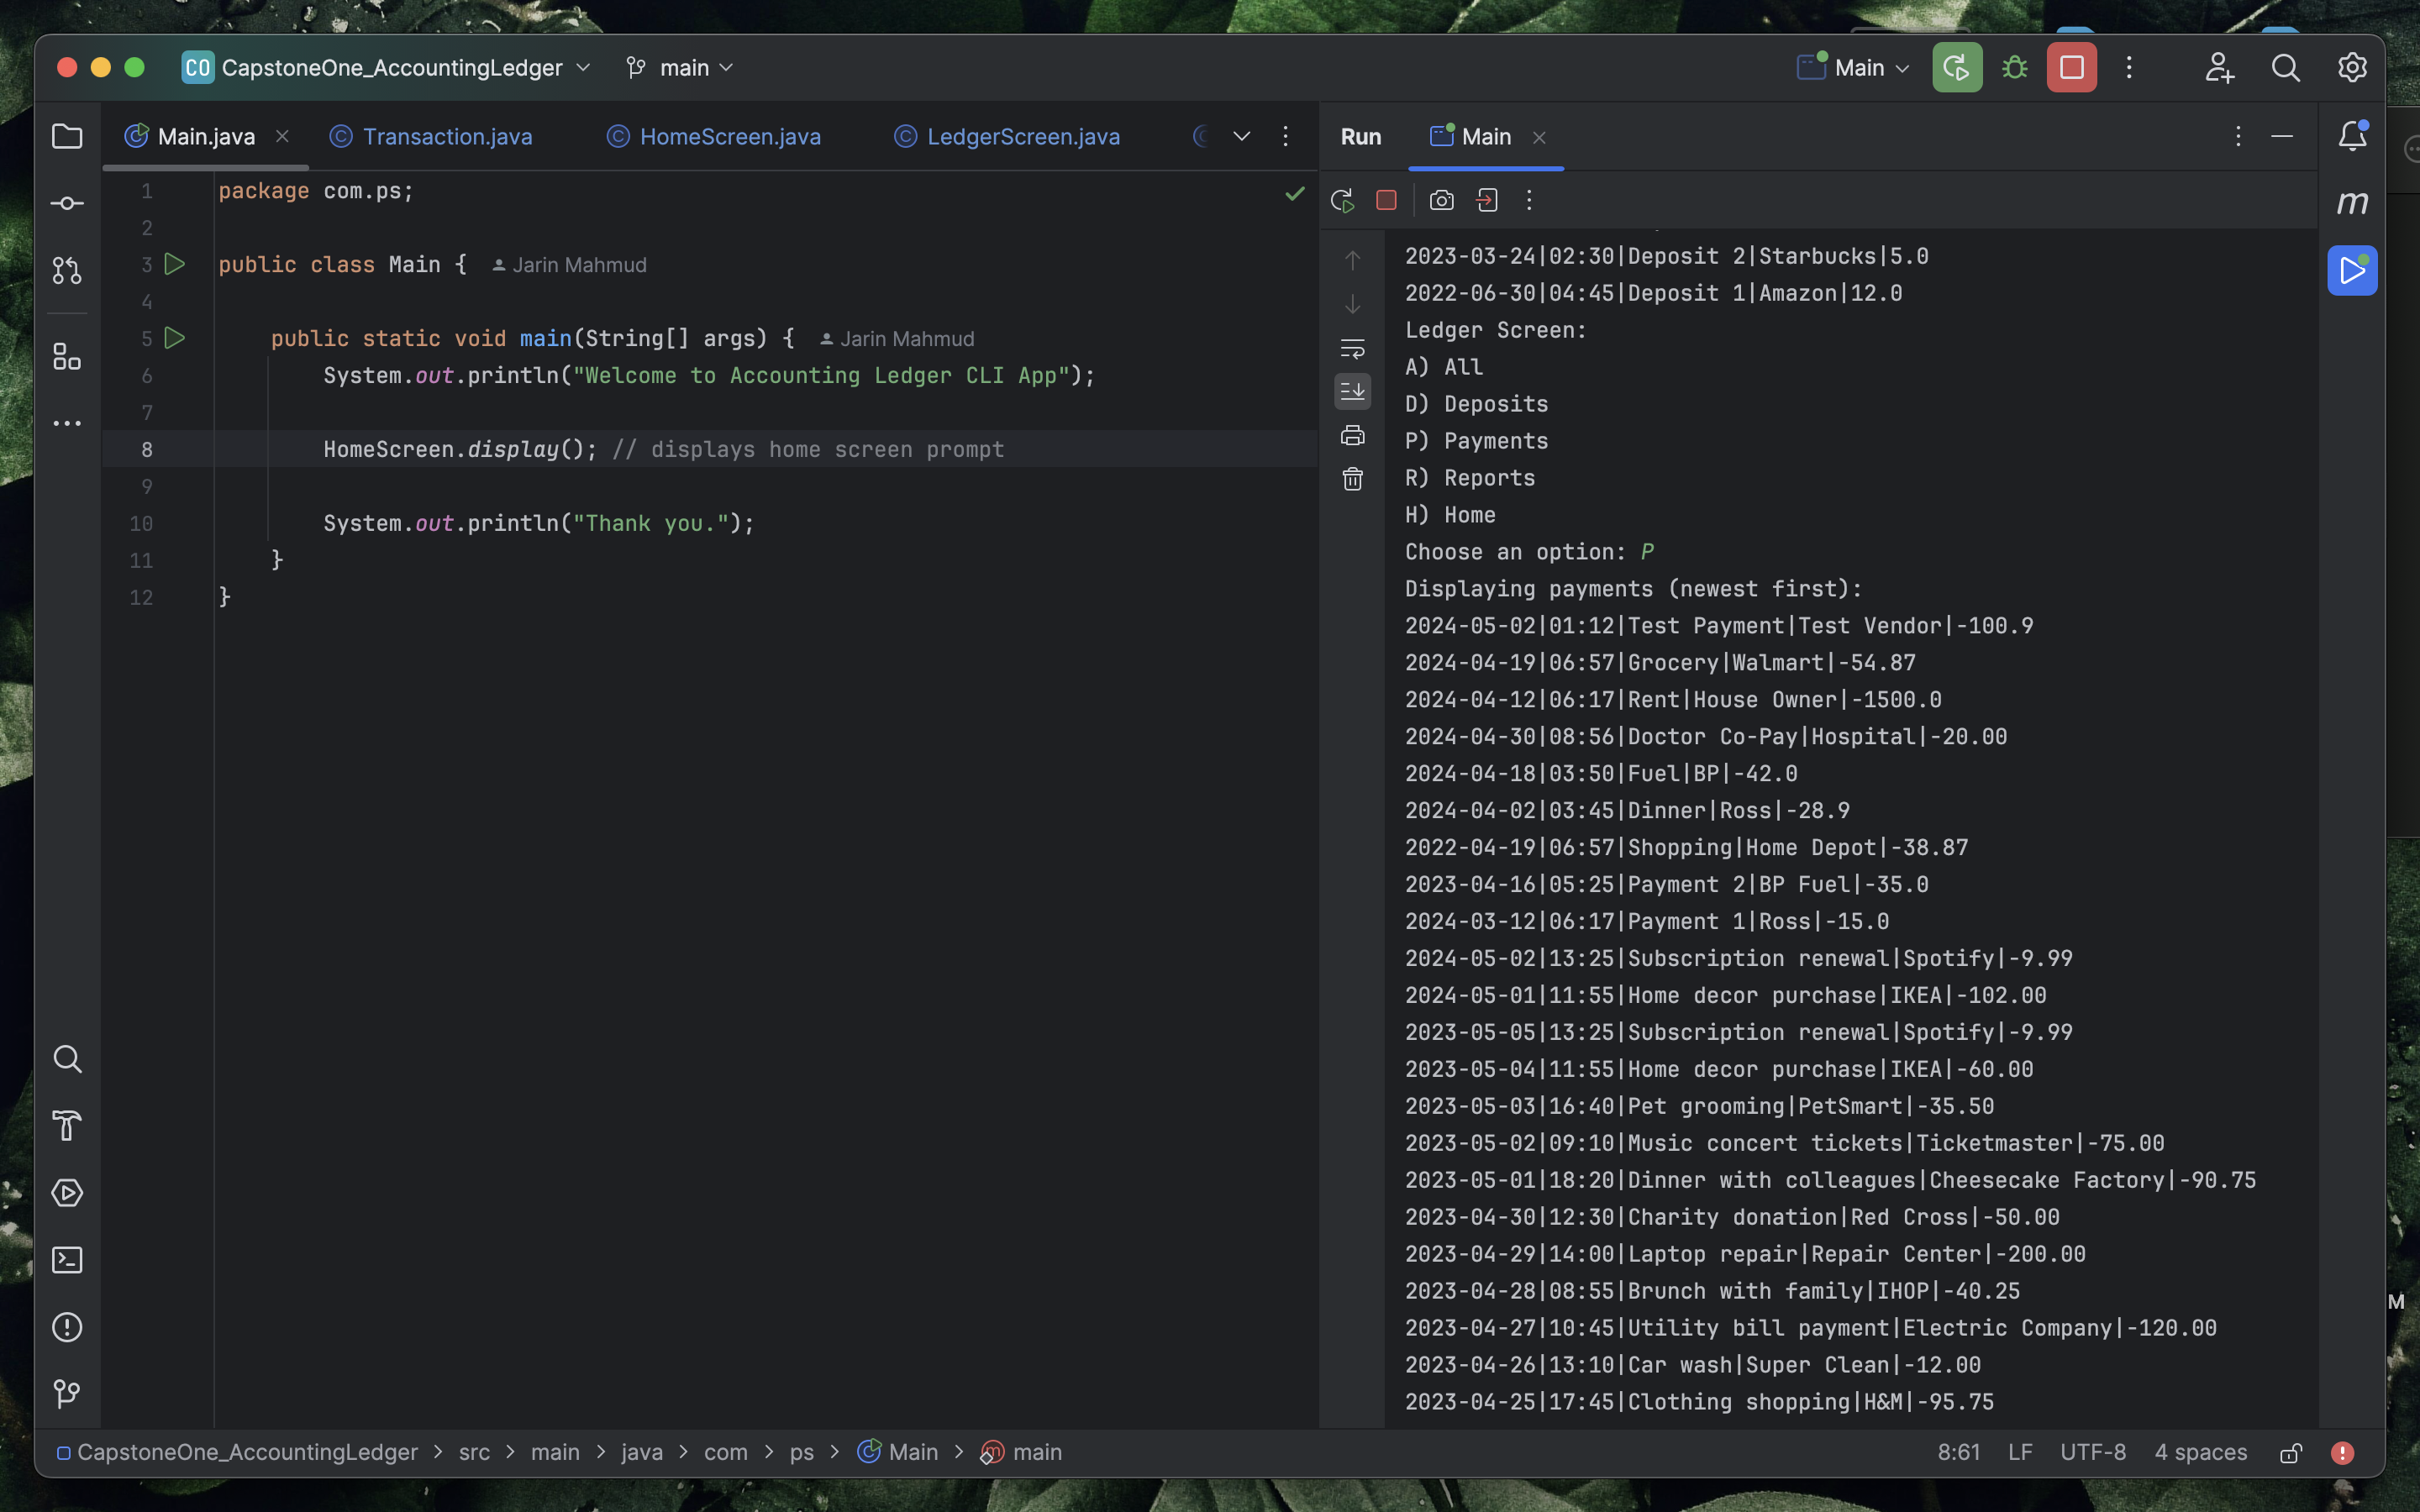 CO CapstoneOne_AccountingLedger main Main
Main.java Transaction.java HomeScreen.java LedgerScreen.java
1 package com.ps;
2
3 public class Main { Jarin Mahmud
4
5 public static void main(String[] args) { Jarin Mahmud
6 System.out.println("Welcome to Accounting Ledger CLI App");
7
8 HomeScreen.display(); // displays home screen prompt
9
10 System.out.println("Thank you.");
11 }
12 }
Run Main
m
2023-03-24|02:30|Deposit 2|Starbucks|5.0
2022-06-30|04:45|Deposit 1|Amazon|12.0
Ledger Screen:
A) All
D) Deposits
P) Payments
R) Reports
H) Home
Choose an option: P
Displaying payments (newest first):
2024-05-02|01:12|Test Payment|Test Vendor|-100.9
2024-04-19|06:57|Grocery|Walmart|-54.87
2024-04-12|06:17|Rent|House Owner|-1500.0
2024-04-30|08:56|Doctor Co-Pay|Hospital|-20.00
2024-04-18|03:50|Fuel|BP|-42.0
2024-04-02|03:45|Dinner|Ross|-28.9
2022-04-19|06:57|Shopping|Home Depot|-38.87
2023-04-16|05:25|Payment 2|BP Fuel|-35.0
2024-03-12|06:17|Payment 1|Ross|-15.0
2024-05-02|13:25|Subscription renewal|Spotify|-9.99
2024-05-01|11:55|Home decor purchase|IKEA|-102.00
2023-05-05|13:25|Subscription renewal|Spotify|-9.99
2023-05-04|11:55|Home decor purchase|IKEA|-60.00
2023-05-03|16:40|Pet grooming|PetSmart|-35.50
2023-05-02|09:10|Music concert tickets|Ticketmaster|-75.00
2023-05-01|18:20|Dinner with colleagues|Cheesecake Factory|-90.75
2023-04-30|12:30|Charity donation|Red Cross|-50.00
2023-04-29|14:00|Laptop repair|Repair Center|-200.00
2023-04-28|08:55|Brunch with family|IHOP|-40.25
2023-04-27|10:45|Utility bill payment|Electric Company|-120.00
2023-04-26|13:10|Car wash|Super Clean|-12.00
2023-04-25|17:45|Clothing shopping|H&M|-95.75
M
CapstoneOne_AccountingLedger > src > main > java > com > ps > Main > main
8:61 LF UTF-8 4 spaces